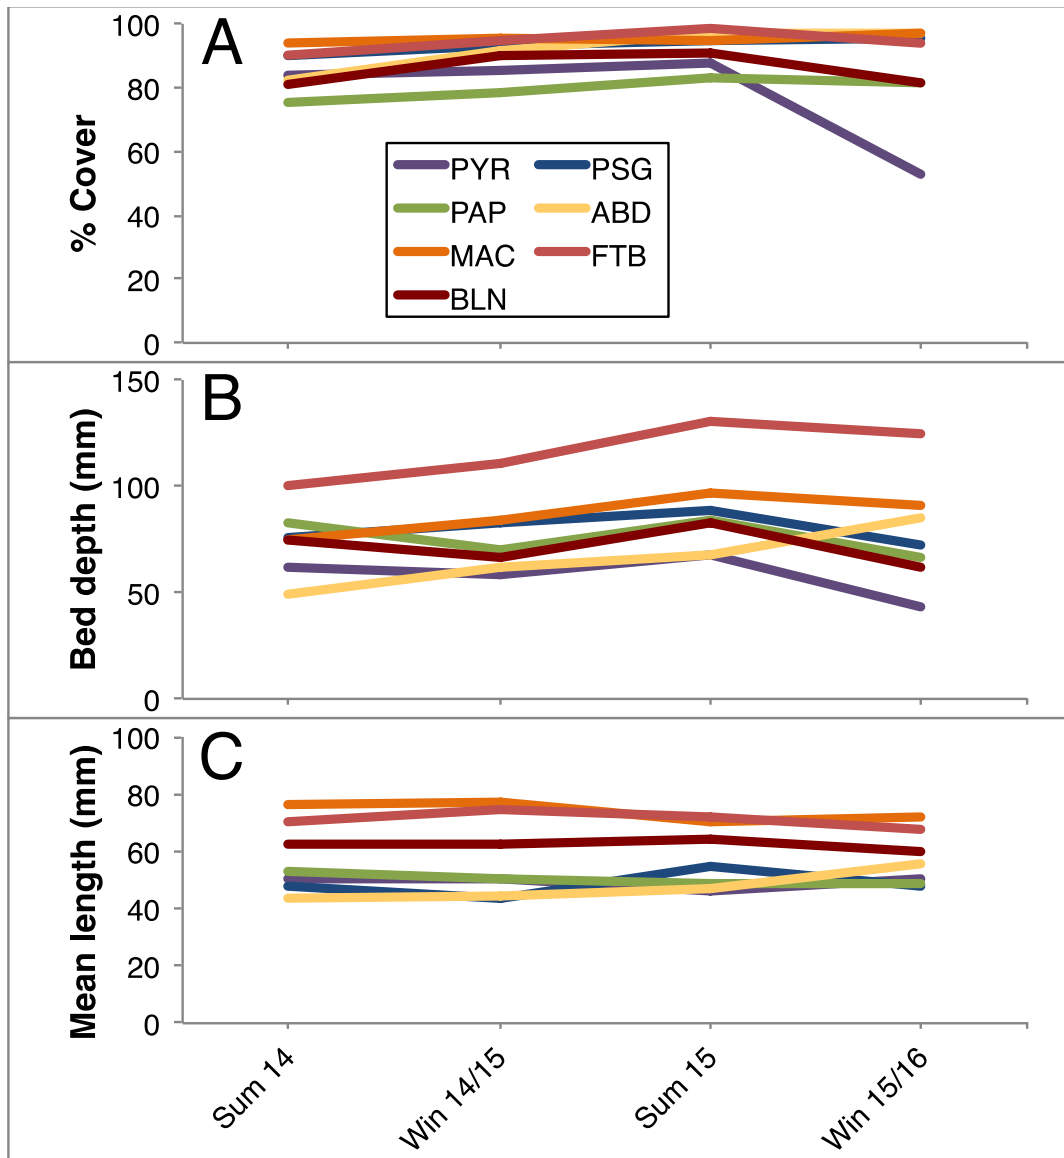 A
% Cover
100
80
60
40
20
0
PYR PSG
PAP ABD
MAC FTB
BLN
B
Bed depth (mm)
150
100
50
0
C
Mean length (mm)
100
80
60
40
20
0
Sum 14
Win 14/15
Sum 15
Win 15/16